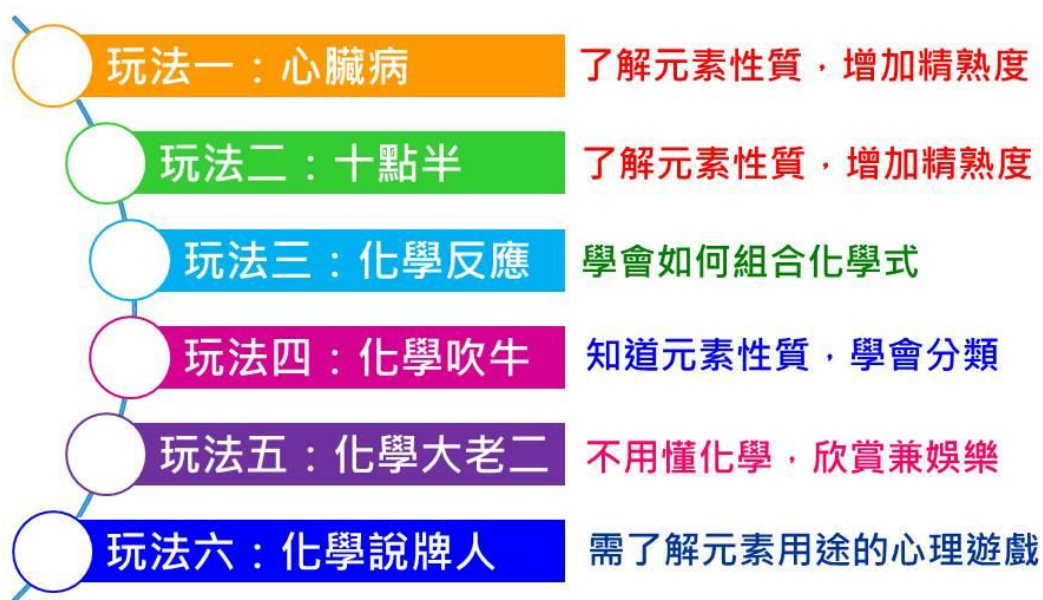 玩法一：心臟病 了解元素性質，增加精熟度
玩法二：十點半 了解元素性質，增加精熟度
玩法三：化學反應 學會如何組合化學式
玩法四：化學吹牛 知道元素性質，學會分類
玩法五：化學大老二 不用懂化學，欣賞兼娛樂
玩法六：化學說牌人 需了解元素用途的心理遊戲